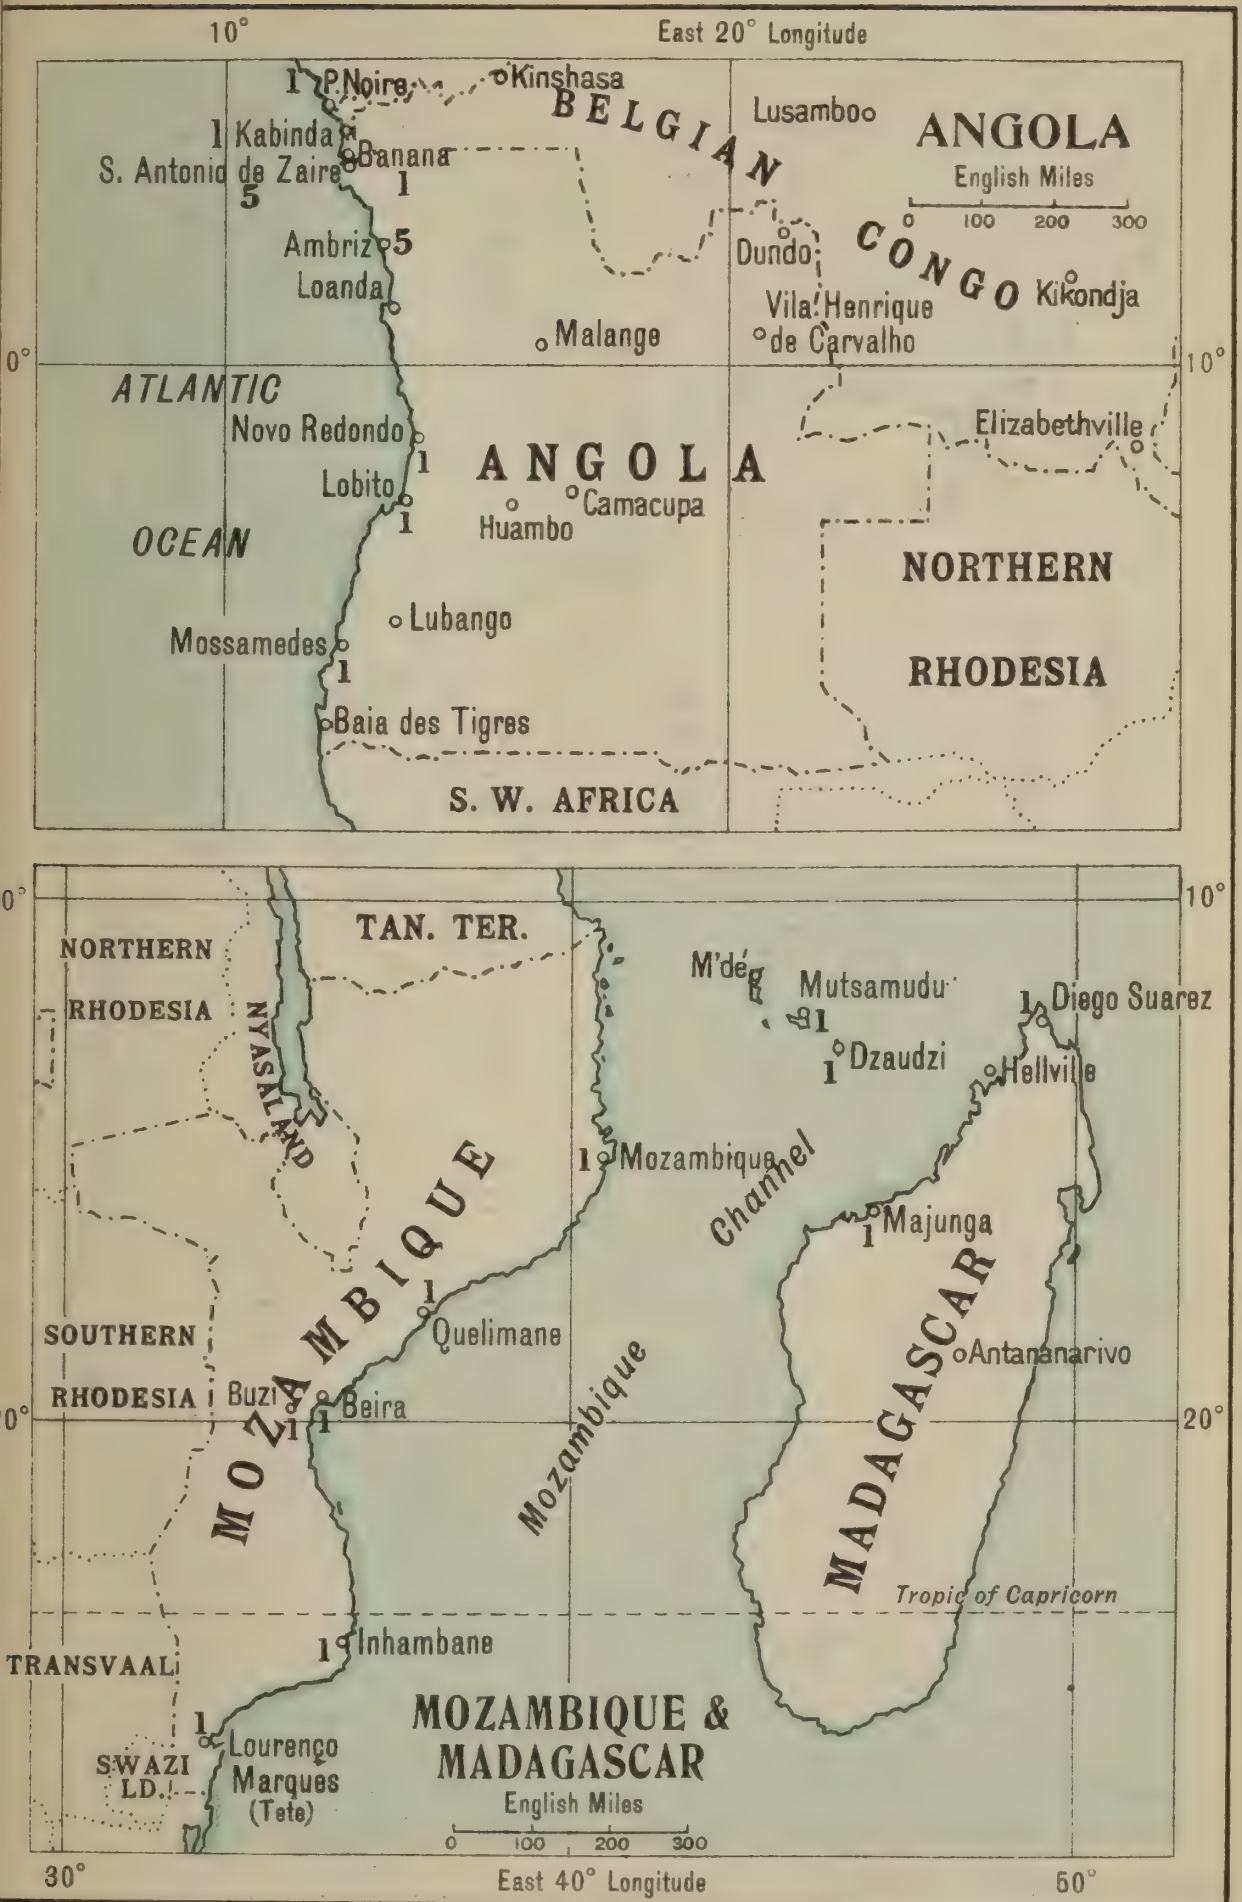 10°
East 20° Longitude
1 P.Noire
Kinshasa
BELGIAN
Lusambo
ANGOLA
English Miles
0 100 200 300
1 Kabinda
Banana
1
S. Antonio de Zaire
5
Ambriz 5
Loanda
Dundo
CONGO
Kikondja
Vila Henrique
de Carvalho
Malange
0°
10°
ATLANTIC
Novo Redondo
1
Elizabethville
ANGOLA
Lobito
1
Camacupa
Huambo
OCEAN
NORTHERN
RHODESIA
Lubango
Mossamedes
1
Baia des Tigres
S. W. AFRICA
0°
10°
TAN. TER.
NORTHERN
RHODESIA
NYASALAND
M'dég
Mutsamudu
1
Dzaudzi
1
1 Diego Suarez
Hellville
1 Mozambique
Channel
Majunga
1
MOZAMBIQUE
1
Quelimane
SOUTHERN
RHODESIA
Buzi
1
Beira
1
Mozambique
MADAGASCAR
Antananarivo
0°
20°
Tropic of Capricorn
1 Inhambane
TRANSVAAL
1
Lourenço
Marques
(Tete)
SWAZI
LD.
MOZAMBIQUE &
MADAGASCAR
English Miles
0 100 200 300
30°
East 40° Longitude
50°